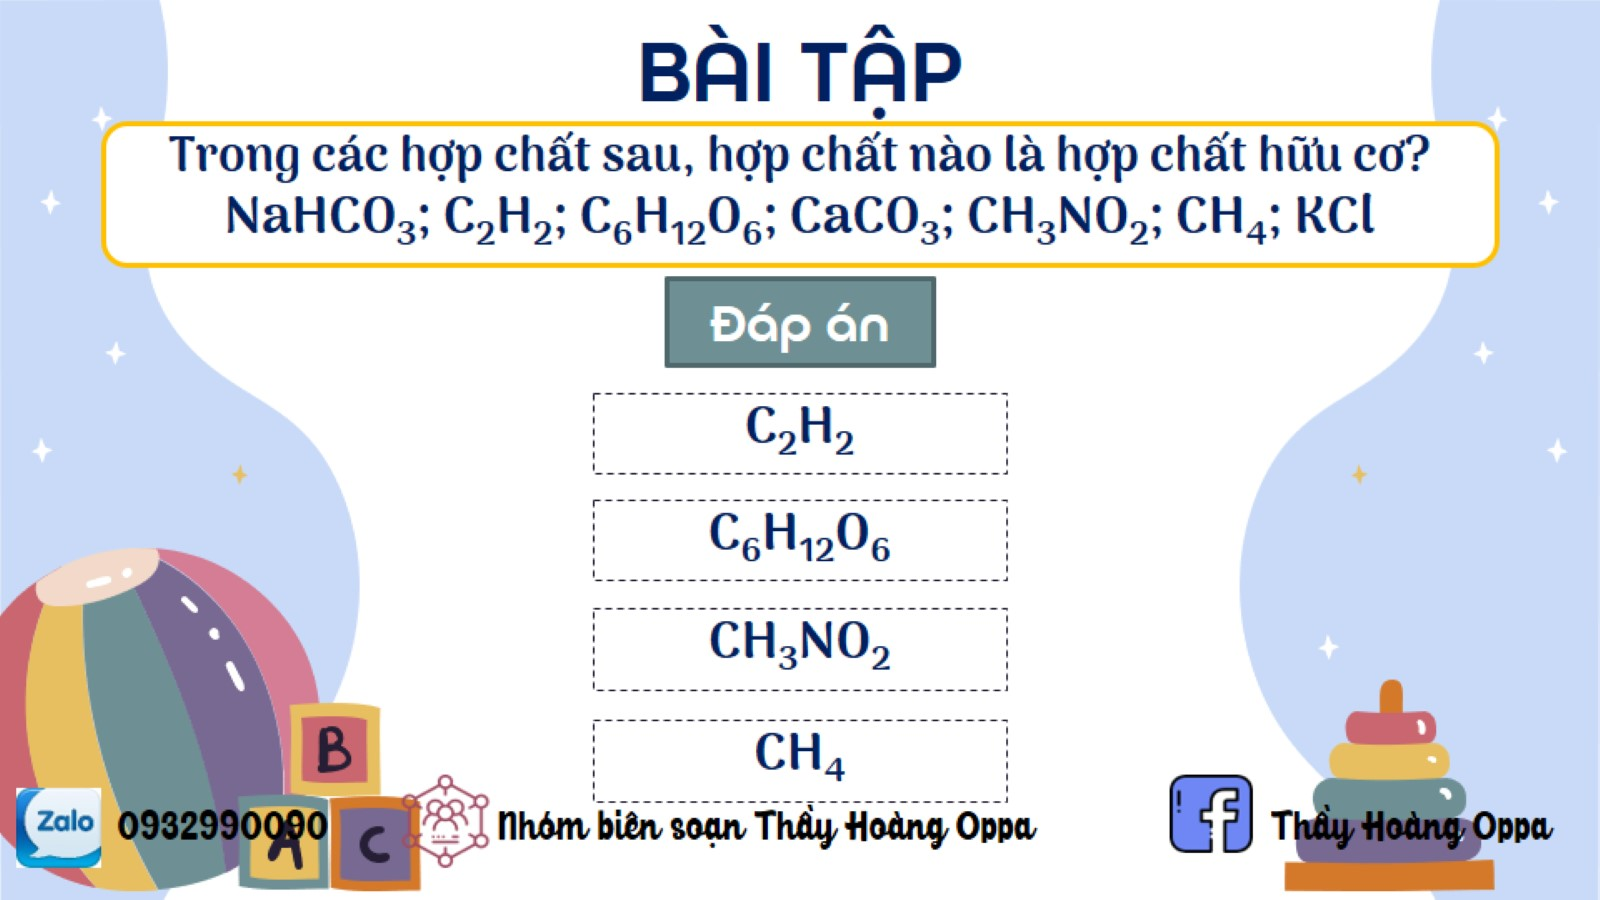 BÀI TẬP
Trong các hợp chất sau, hợp chất nào là hợp chất hữu cơ?
NaHCO₃; C₂H₂; C₆H₁₂O₆; CaCO₃; CH₃NO₂; CH₄; KCl
Đáp án
C₂H₂
C₆H₁₂O₆
CH₃NO₂
CH₄
B
A
C
Zalo
0932990090
Nhóm biên soạn Thầy Hoàng Oppa
f
Thầy Hoàng Oppa